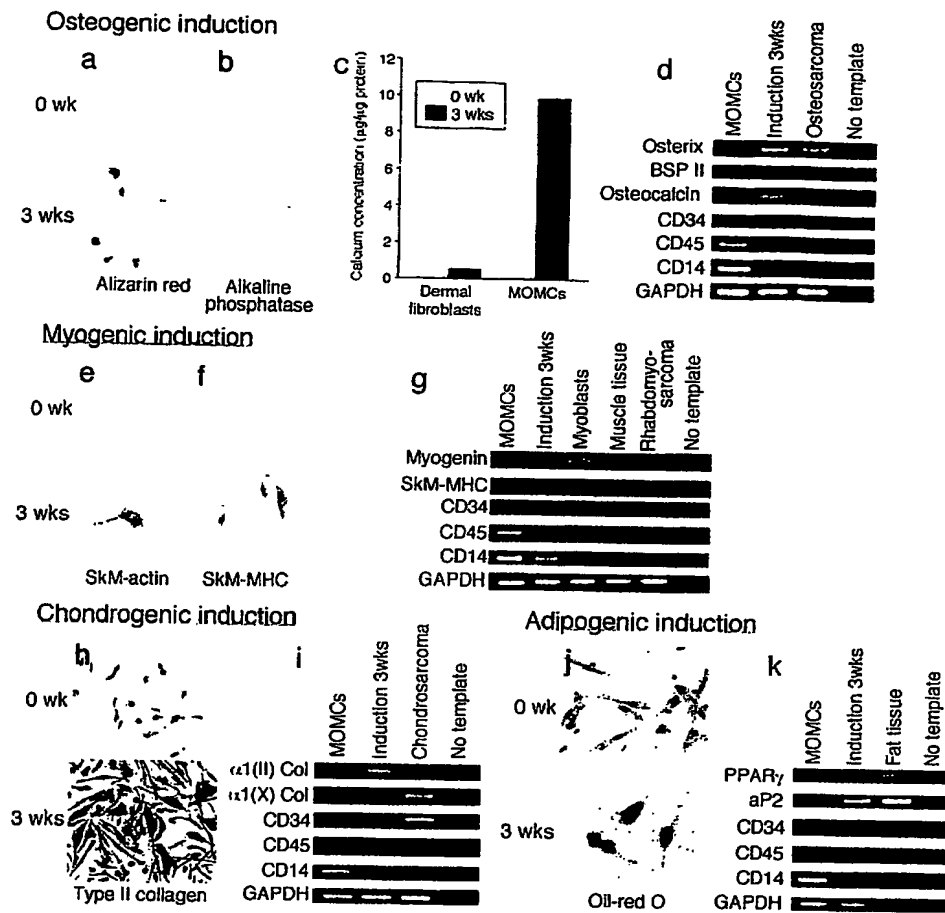 Osteogenic induction
a
b
c
d
0 wk
3 wks
Alizarin red
Alkaline
phosphatase
Calcium concentration (µg/µg protein)
12
10
8
6
4
2
0
0 wk
3 wks
Dermal
fibroblasts
MOMCs
MOMCs
Induction 3wks
Osteosarcoma
No template
Osterix
BSP II
Osteocalcin
CD34
CD45
CD14
GAPDH
Myogenic induction
e
f
g
0 wk
3 wks
SkM-actin
SkM-MHC
MOMCs
Induction 3wks
Myoblasts
Muscle tissue
Rhabdomyo-
sarcoma
No template
Myogenin
SkM-MHC
CD34
CD45
CD14
GAPDH
Chondrogenic induction
h
i
0 wk
3 wks
Type II collagen
MOMCs
Induction 3wks
Chondrosarcoma
No template
α1(II) Col
α1(X) Col
CD34
CD45
CD14
GAPDH
Adipogenic induction
j
k
0 wk
3 wks
Oil-red O
MOMCs
Induction 3wks
Fat tissue
No template
PPARγ
aP2
CD34
CD45
CD14
GAPDH